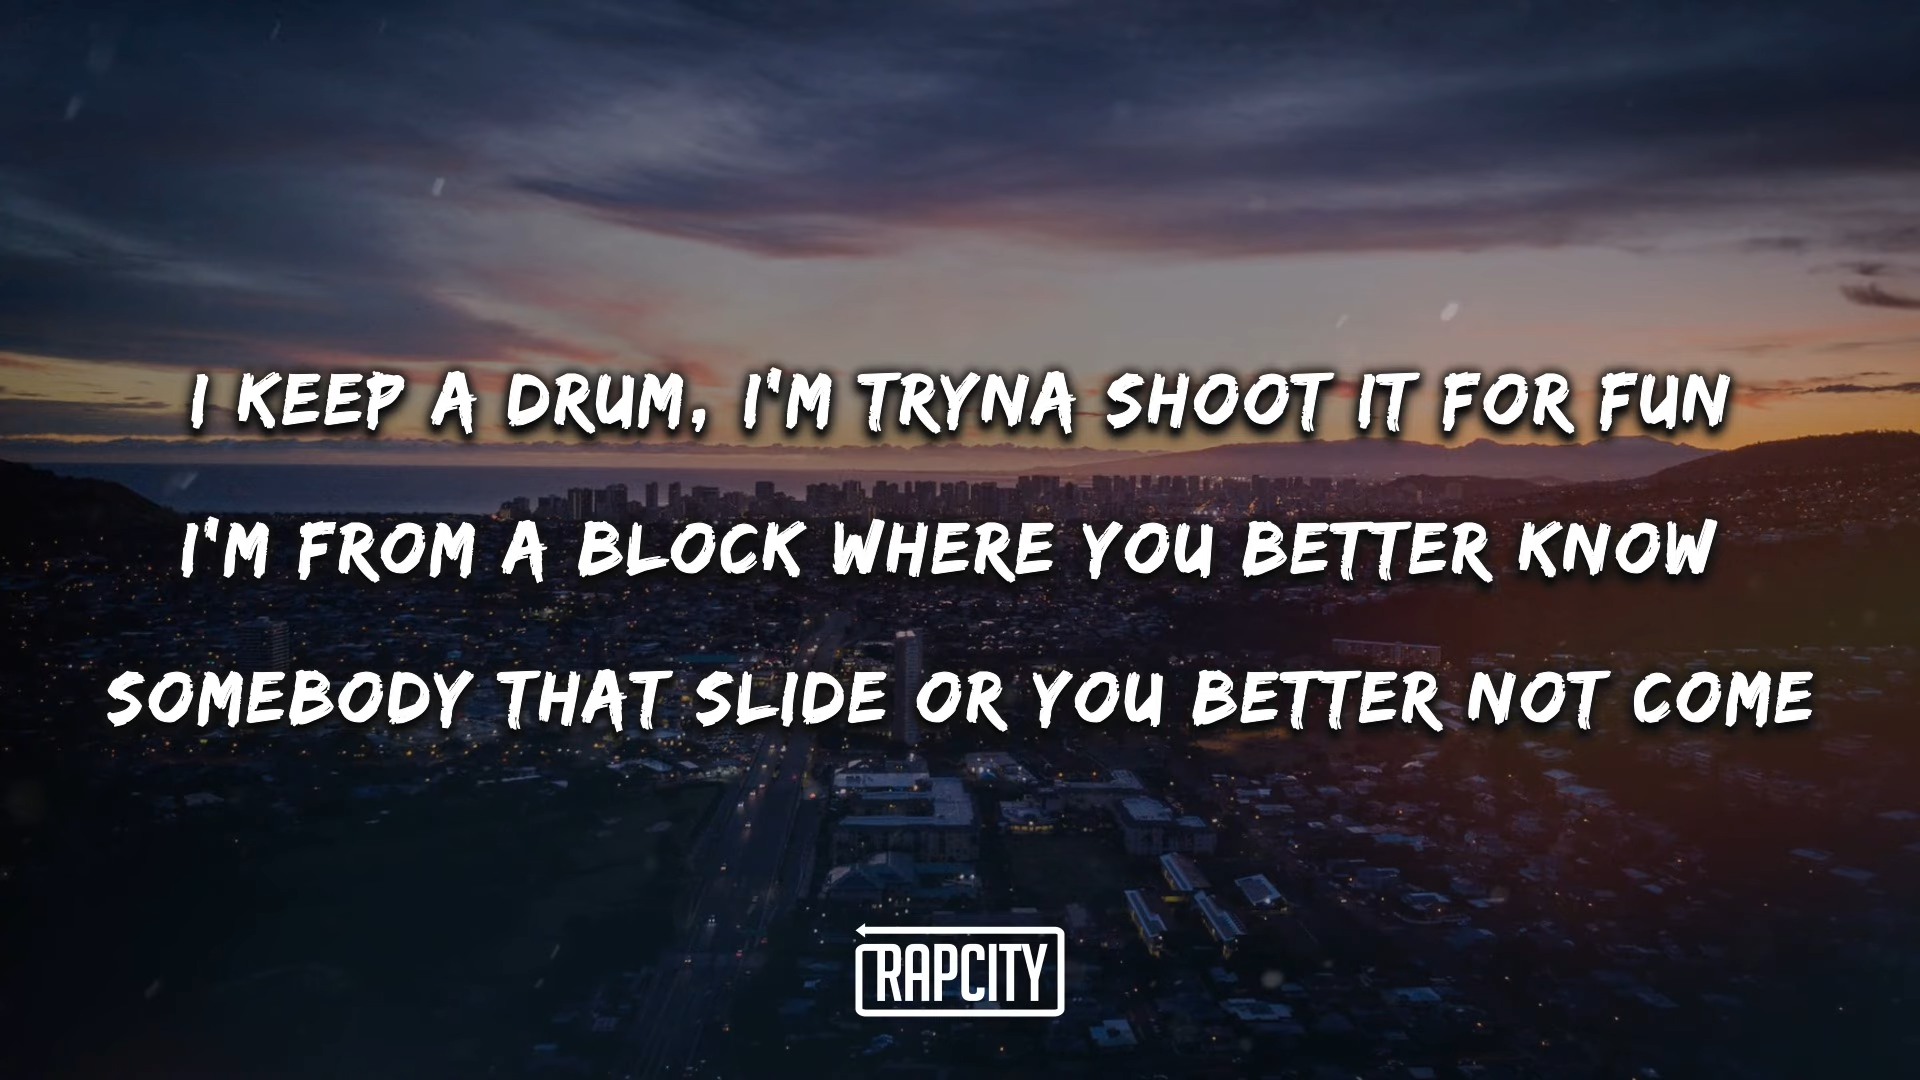 I KEEP A DRUM, I'M TRYNA SHOOT IT FOR FUN
I'M FROM A BLOCK WHERE YOU BETTER KNOW
SOMEBODY THAT SLIDE OR YOU BETTER NOT COME
RAPCITY